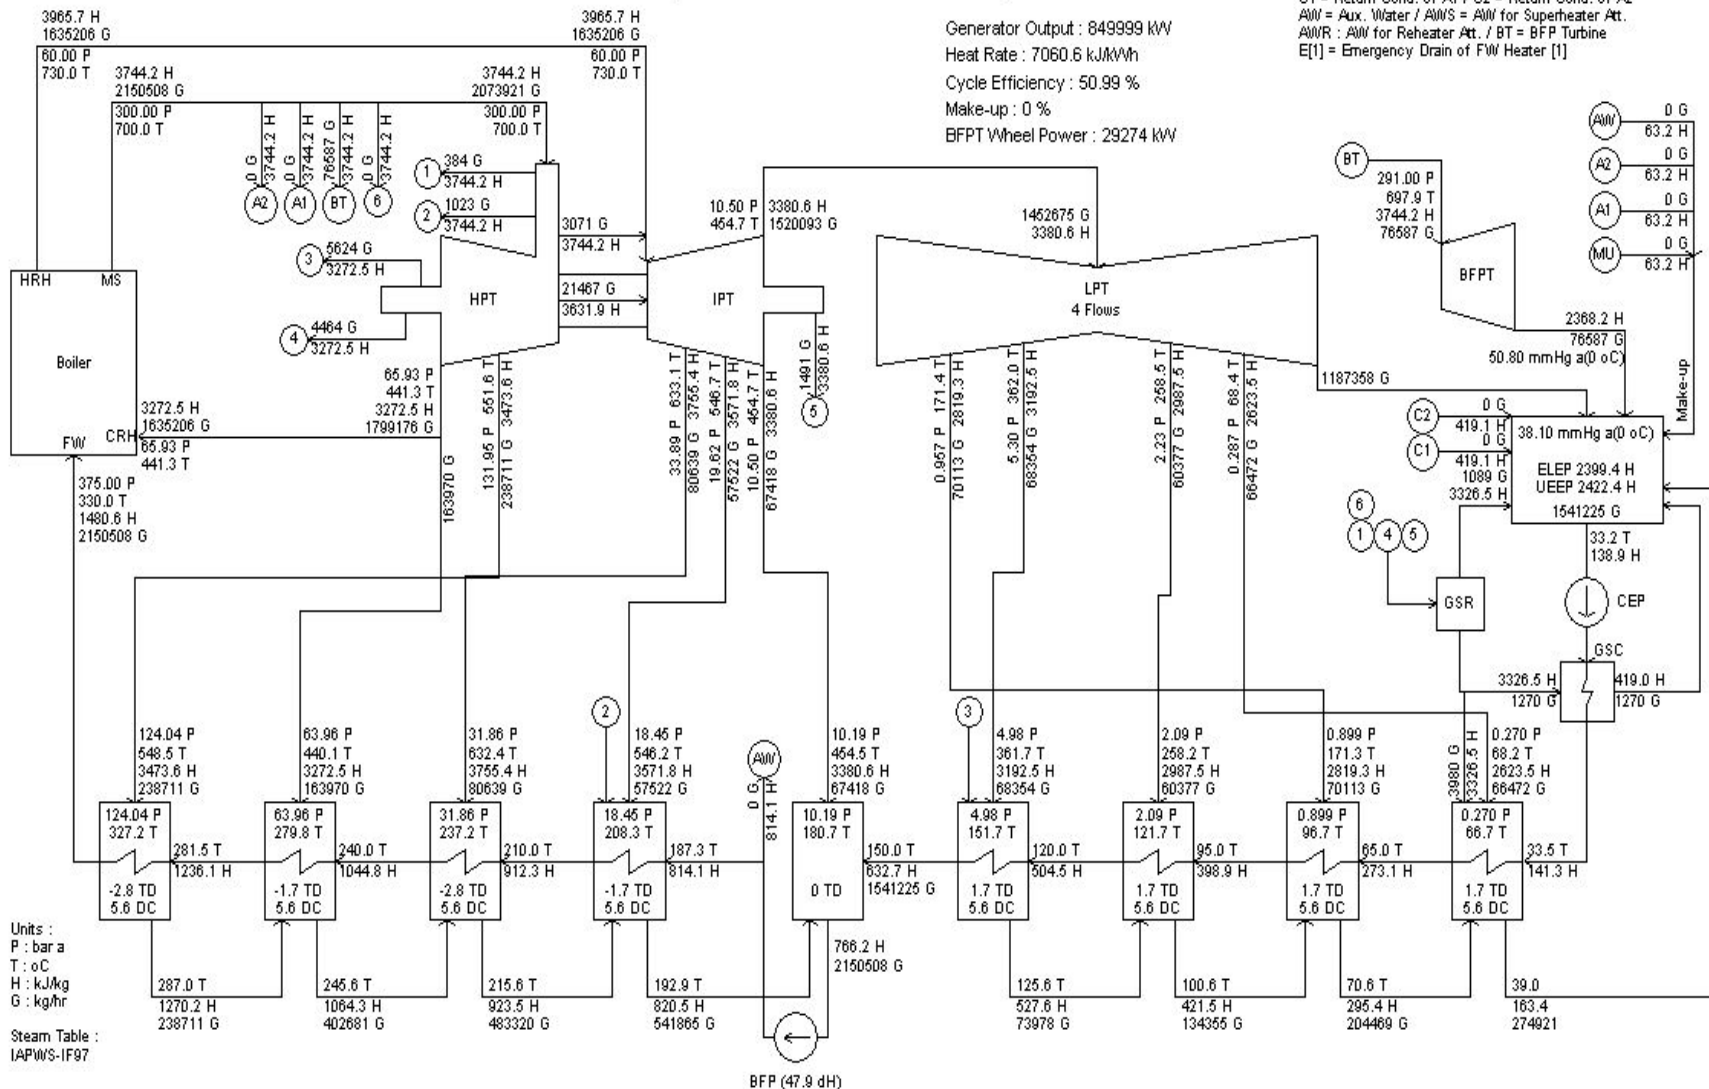 3965.7 H
1635206 G
60.00 P
730.0 T
3744.2 H
2150508 G
300.00 P
700.0 T
3744.2 H
2073921 G
300.00 P
700.0 T
3965.7 H
1635206 G
60.00 P
730.0 T
Generator Output : 849999 kW
Heat Rate : 7060.6 kJ/kWh
Cycle Efficiency : 50.99 %
Make-up : 0 %
BFPT Wheel Power : 29274 kW
AW = Aux. Water / AWS = AW for Superheater Att.
AWR : AW for Reheater Att. / BT = BFP Turbine
E[1] = Emergency Drain of FW Heater [1]
0 G
3744.2 H
A2
0 G
3744.2 H
A1
76587 G
3744.2 H
BT
0 G
3744.2 H
6
1
384 G
3744.2 H
2
1023 G
3744.2 H
3
5624 G
3272.5 H
4
4464 G
3272.5 H
3071 G
3744.2 H
21467 G
3631.9 H
HPT
IPT
10.50 P
454.7 T
3380.6 H
1520093 G
1491 G
3380.6 H
5
1452675 G
3380.6 H
LPT
4 Flows
BT
291.00 P
697.9 T
3744.2 H
76587 G
BFPT
2368.2 H
76587 G
50.80 mmHg a(0 oC)
AW
0 G
63.2 H
A2
0 G
63.2 H
A1
0 G
63.2 H
MU
0 G
63.2 H
Make-up
HRH
MS
Boiler
FW
CRH
3272.5 H
1635206 G
65.93 P
441.3 T
65.93 P
441.3 T
3272.5 H
1799176 G
375.00 P
330.0 T
1480.6 H
2150508 G
163970 G
131.95 P 551.6 T
238711 G 3473.6 H
33.89 P 633.1 T
80639 G 3755.4 H
19.62 P 546.7 T
57522 G 3571.8 H
10.50 P 454.7 T
67418 G 3380.6 H
0.957 P 171.4 T
70113 G 2819.3 H
5.30 P 362.0 T
68354 G 3192.5 H
2.23 P 258.5 T
60377 G 2987.5 H
0.287 P 68.4 T
66472 G 2623.5 H
1187358 G
C2
0 G
419.1 H
C1
0 G
419.1 H
1089 G
3326.5 H
38.10 mmHg a(0 oC)
ELEP 2399.4 H
UEEP 2422.4 H
1541225 G
33.2 T
138.9 H
CEP
6
1
4
5
GSR
GSC
3326.5 H
1270 G
419.0 H
1270 G
3980 G
3326.5 H
124.04 P
548.5 T
3473.6 H
238711 G
63.96 P
440.1 T
3272.5 H
163970 G
31.86 P
632.4 T
3755.4 H
80639 G
2
18.45 P
546.2 T
3571.8 H
57522 G
AW
0 G
814.1 H
10.19 P
454.5 T
3380.6 H
67418 G
3
4.98 P
361.7 T
3192.5 H
68354 G
2.09 P
258.2 T
2987.5 H
60377 G
0.899 P
171.3 T
2819.3 H
70113 G
0.270 P
68.2 T
2623.5 H
66472 G
124.04 P
327.2 T
-2.8 TD
5.6 DC
281.5 T
1236.1 H
63.96 P
279.8 T
-1.7 TD
5.6 DC
240.0 T
1044.8 H
31.86 P
237.2 T
-2.8 TD
5.6 DC
210.0 T
912.3 H
18.45 P
208.3 T
-1.7 TD
5.6 DC
187.3 T
814.1 H
10.19 P
180.7 T
0 TD
150.0 T
632.7 H
1541225 G
4.98 P
151.7 T
1.7 TD
5.6 DC
120.0 T
504.5 H
2.09 P
121.7 T
1.7 TD
5.6 DC
95.0 T
398.9 H
0.899 P
96.7 T
1.7 TD
5.6 DC
65.0 T
273.1 H
0.270 P
66.7 T
1.7 TD
5.6 DC
33.5 T
141.3 H
Units :
P : bar a
T : oC
H : kJ/kg
G : kg/hr
Steam Table :
IAPWS-IF97
287.0 T
1270.2 H
238711 G
245.6 T
1064.3 H
402681 G
215.6 T
923.5 H
483320 G
192.9 T
820.5 H
541865 G
766.2 H
2150508 G
BFP (47.9 dH)
125.6 T
527.6 H
73978 G
100.6 T
421.5 H
134355 G
70.6 T
295.4 H
204469 G
39.0
163.4
274921